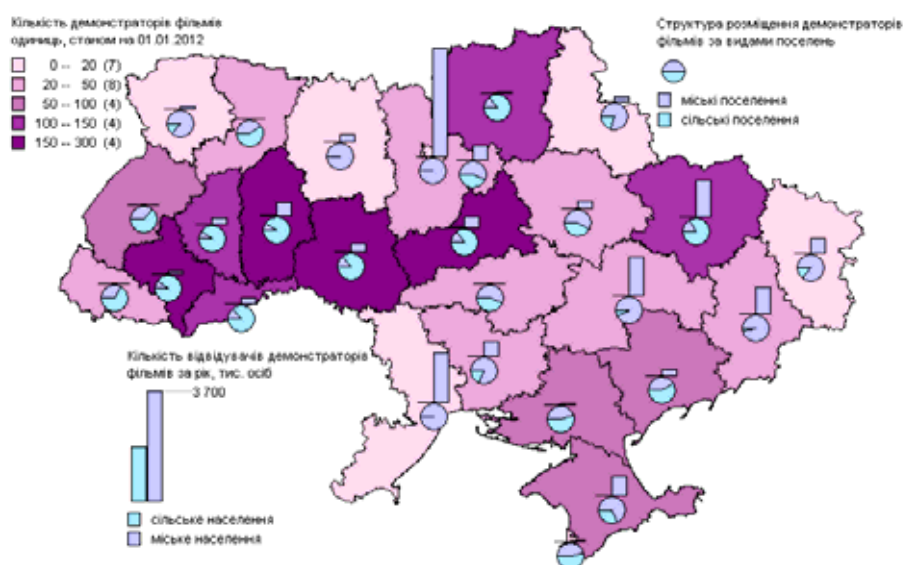 Кількість демонстраторів фільмів
одиниць, станом на 01.01.2012
0 -- 20 (7)
20 -- 50 (8)
50 -- 100 (4)
100 -- 150 (4)
150 -- 300 (4)
Структура розміщення демонстраторів
фільмів за видами поселень
міські поселення
сільські поселення
Кількість відвідувачів демонстраторів
фільмів за рік, тис. осіб
3 700
сільське населення
міське населення